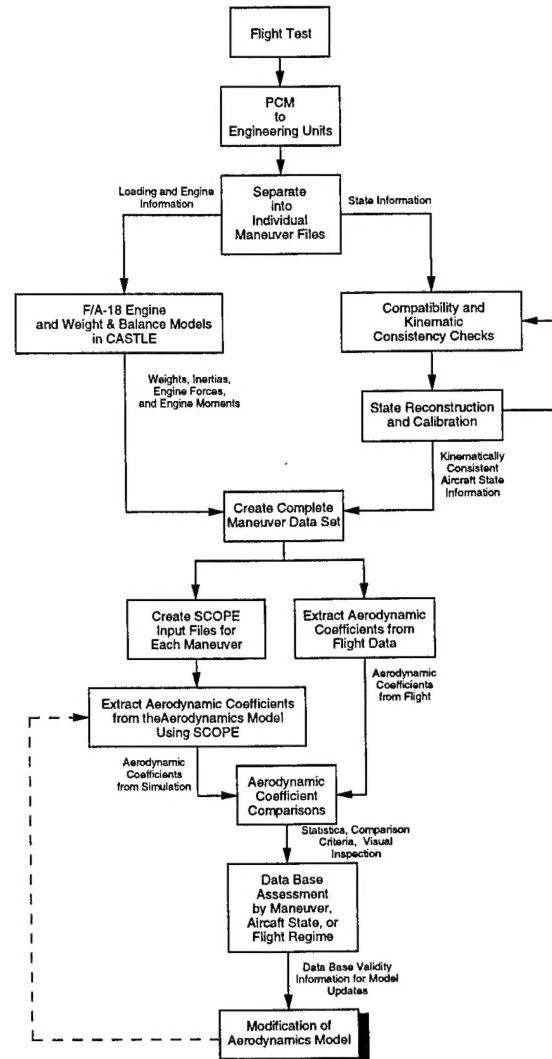 Flight Test
PCM
to
Engineering Units
Loading and Engine
Information
Separate
into
Individual
Maneuver Files
State Information
F/A-18 Engine
and Weight & Balance Models
in CASTLE
Compatibility and
Kinematic
Consistency Checks
Weights, Inertias,
Engine Forces,
and Engine Moments
State Reconstruction
and Calibration
Kinematically
Consistent
Aircraft State
Information
Create Complete
Maneuver Data Set
Create SCOPE
Input Files for
Each Maneuver
Extract Aerodynamic
Coefficients from
Flight Data
Aerodynamic
Coefficients
from Flight
Extract Aerodynamic Coefficients
from theAerodynamics Model
Using SCOPE
Aerodynamic
Coefficients
from Simulation
Aerodynamic
Coefficient
Comparisons
Statistics, Comparison
Criteria, Visual
Inspection
Data Base
Assessment
by Maneuver,
Aircaft State, or
Flight Regime
Data Base Validity
Information for Model
Updates
Modification of
Aerodynamics Model